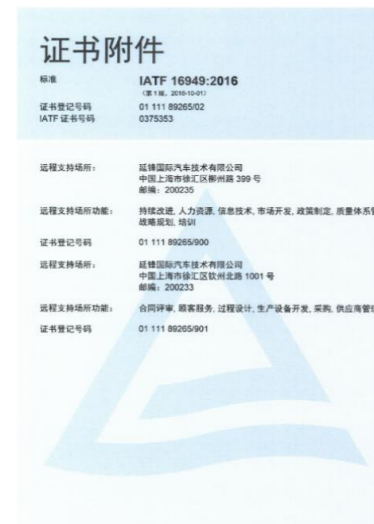 证书附件
标准 IATF 16949:2016
（第 1 版，2016-10-01）
证书登记号码 01 111 89265/02
IATF 证书号码 0375353
远程支持场所： 延锋国际汽车技术有限公司
中国上海市徐汇区柳州路 399 号
邮编：200235
远程支持场所功能： 持续改进, 人力资源, 信息技术, 市场开发, 政策制定, 质量体系管
战略规划, 培训
证书登记号码 01 111 89265/900
远程支持场所： 延锋国际汽车技术有限公司
中国上海市徐汇区钦州北路 1001 号
邮编：200233
远程支持场所功能： 合同评审, 顾客服务, 过程设计, 生产设备开发, 采购, 供应商管
证书登记号码 01 111 89265/901